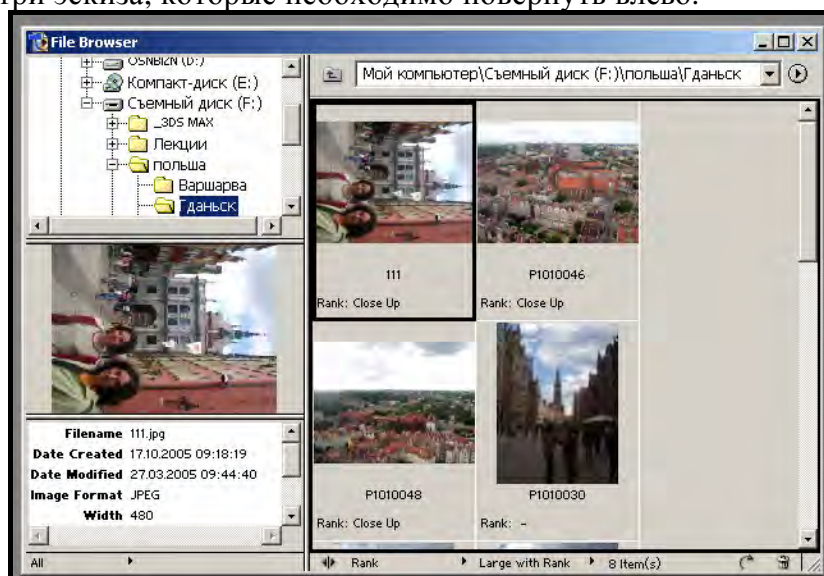 три эскиза, которые необходимо повернуть влево.
File Browser
OSNBIZN (D:)
Компакт-диск (E:)
Съемный диск (F:)
_3DS MAX
Лекции
польша
Варшарва
Гданьск
Мой компьютер\Съемный диск (F:)\польша\Гданьск
111
Rank: Close Up
P1010046
Rank: Close Up
P1010048
Rank: Close Up
P1010030
Rank: -
Filename 111.jpg
Date Created 17.10.2005 09:18:19
Date Modified 27.03.2005 09:44:40
Image Format JPEG
Width 480
All
Rank
Large with Rank
8 Item(s)